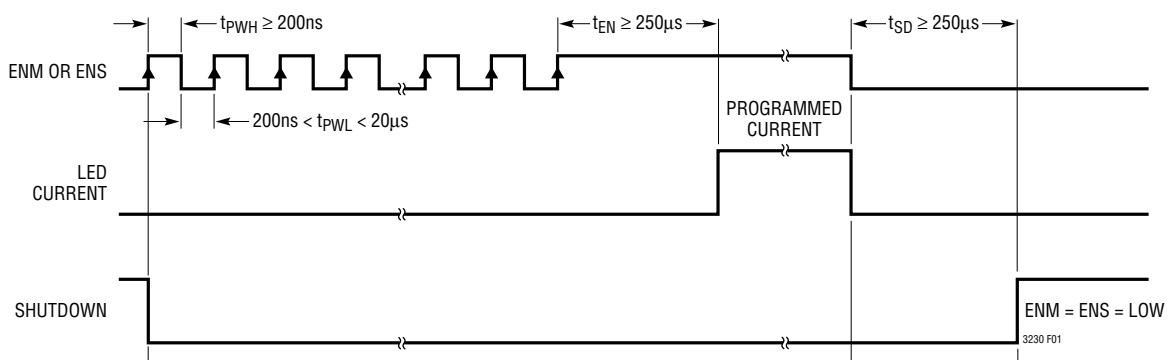 tPWH ≥ 200ns
tEN ≥ 250µs
tSD ≥ 250µs
ENM OR ENS
200ns < tPWL < 20µs
PROGRAMMED
CURRENT
LED
CURRENT
SHUTDOWN
ENM = ENS = LOW
3230 F01